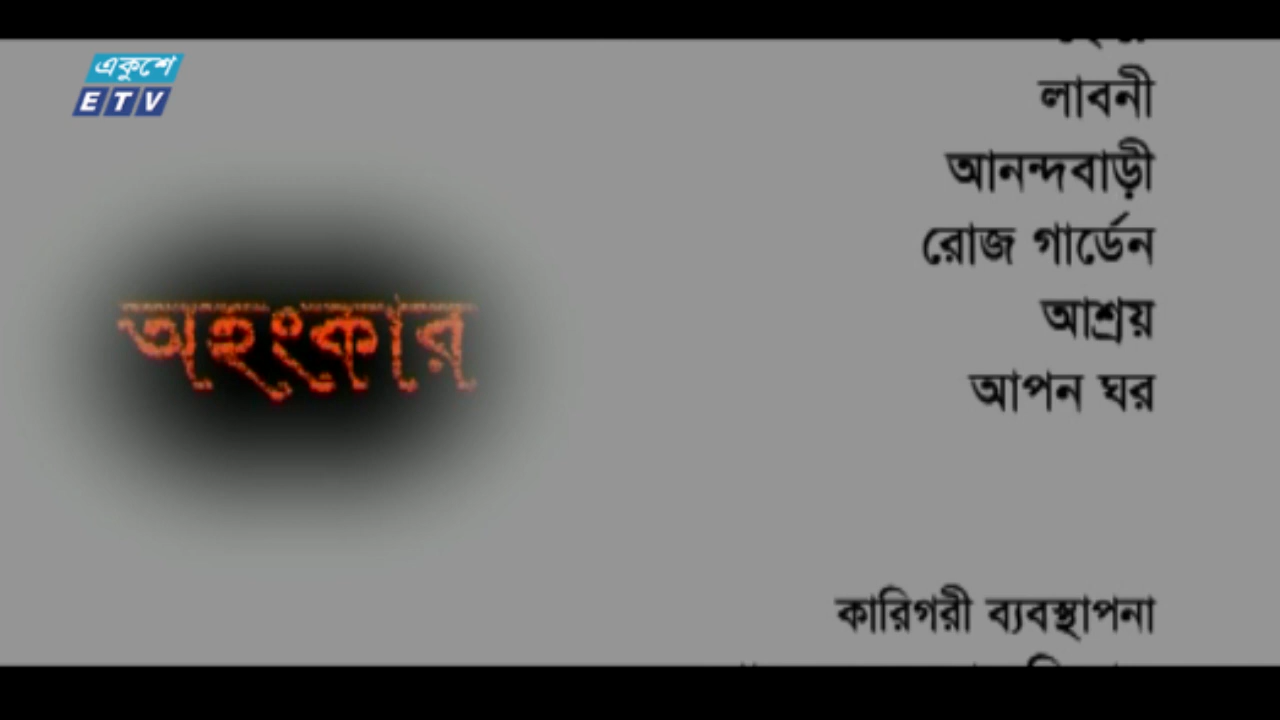 একুশে
ETV
লাবনী
আনন্দবাড়ী
রোজ গার্ডেন
অহংকার
আশ্রয়
আপন ঘর
কারিগরী ব্যবস্থাপনা